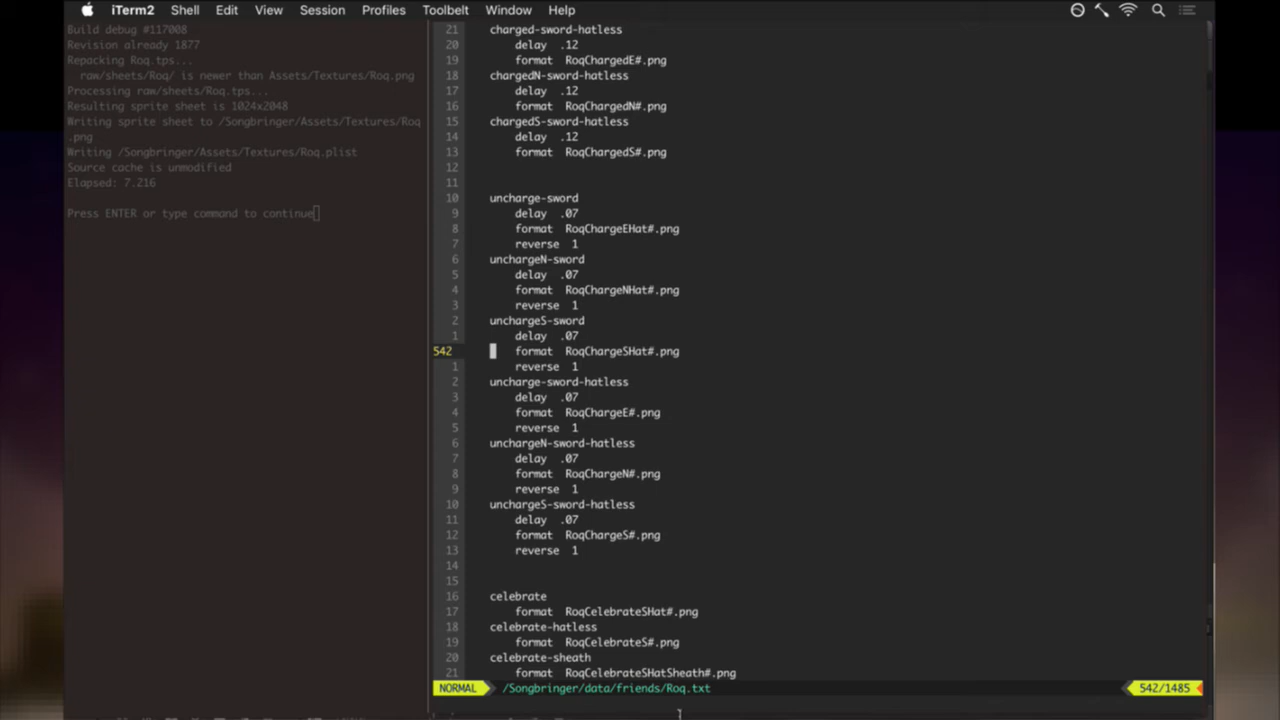 iTerm2 Shell Edit View Session Profiles Toolbelt Window Help
Build debug #117008
Revision already 1877
Repacking Roq.tps...
raw/sheets/Roq/ is newer than Assets/Textures/Roq.png
Processing raw/sheets/Roq.tps...
Resulting sprite sheet is 1024x2048
Writing sprite sheet to /Songbringer/Assets/Textures/Roq
.png
Writing /Songbringer/Assets/Textures/Roq.plist
Source cache is unmodified
Elapsed: 7.216
Press ENTER or type command to continue
21 charged-sword-hatless
20 delay .12
19 format RoqChargedE#.png
18 chargedN-sword-hatless
17 delay .12
16 format RoqChargedN#.png
15 chargedS-sword-hatless
14 delay .12
13 format RoqChargedS#.png
12
11
10 uncharge-sword
9 delay .07
8 format RoqChargeEHat#.png
7 reverse 1
6 unchargeN-sword
5 delay .07
4 format RoqChargeNHat#.png
3 reverse 1
2 unchargeS-sword
1 delay .07
542 format RoqChargeSHat#.png
1 reverse 1
2 uncharge-sword-hatless
3 delay .07
4 format RoqChargeE#.png
5 reverse 1
6 unchargeN-sword-hatless
7 delay .07
8 format RoqChargeN#.png
9 reverse 1
10 unchargeS-sword-hatless
11 delay .07
12 format RoqChargeS#.png
13 reverse 1
14
15
16 celebrate
17 format RoqCelebrateSHat#.png
18 celebrate-hatless
19 format RoqCelebrateS#.png
20 celebrate-sheath
21 format RoqCelebrateSHatSheath#.png
NORMAL /Songbringer/data/friends/Roq.txt 542/1485